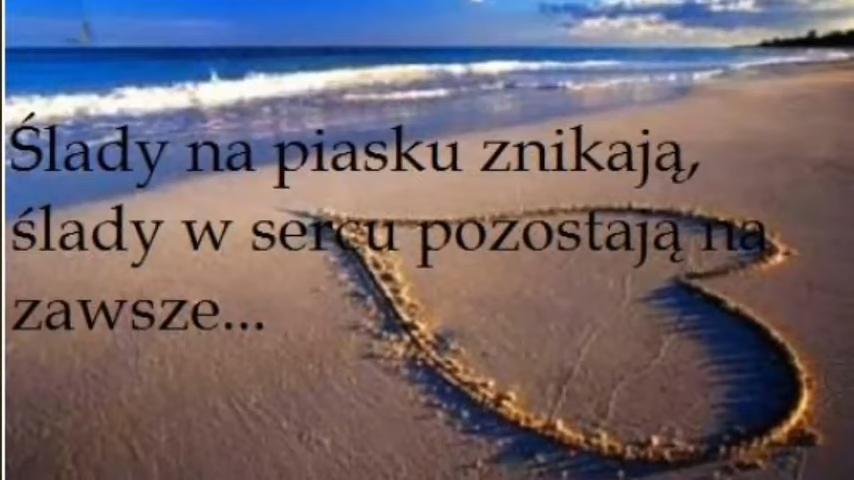 Ślady na piasku znikają,
ślady w sercu pozostają na
zawsze...